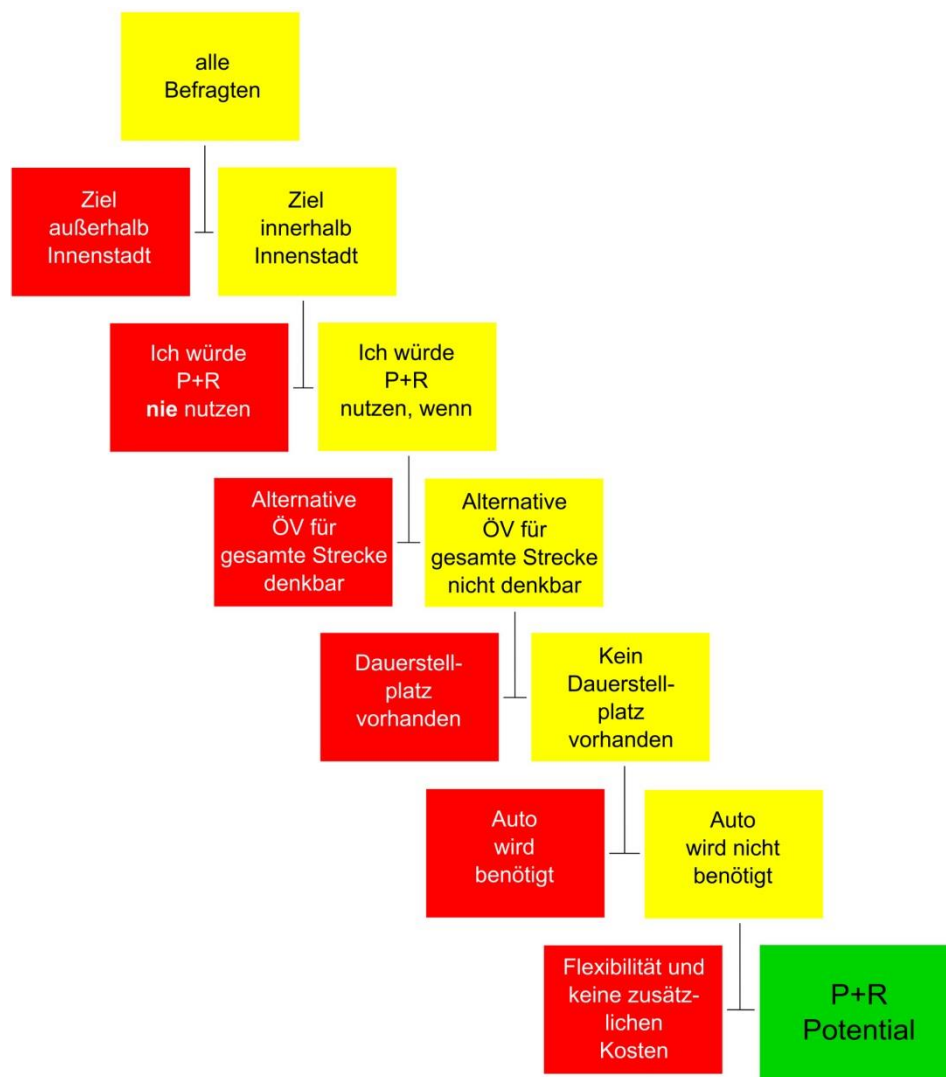 alle
Befragten
Ziel
außerhalb
Innenstadt
Ziel
innerhalb
Innenstadt
Ich würde
P+R
nie nutzen
Ich würde
P+R
nutzen, wenn
Alternative
ÖV für
gesamte Strecke
denkbar
Alternative
ÖV für
gesamte Strecke
nicht denkbar
Dauerstell-
platz
vorhanden
Kein
Dauerstell-
platz
vorhanden
Auto
wird
benötigt
Auto
wird nicht
benötigt
Flexibilität und
keine zusätz-
lichen
Kosten
P+R
Potential